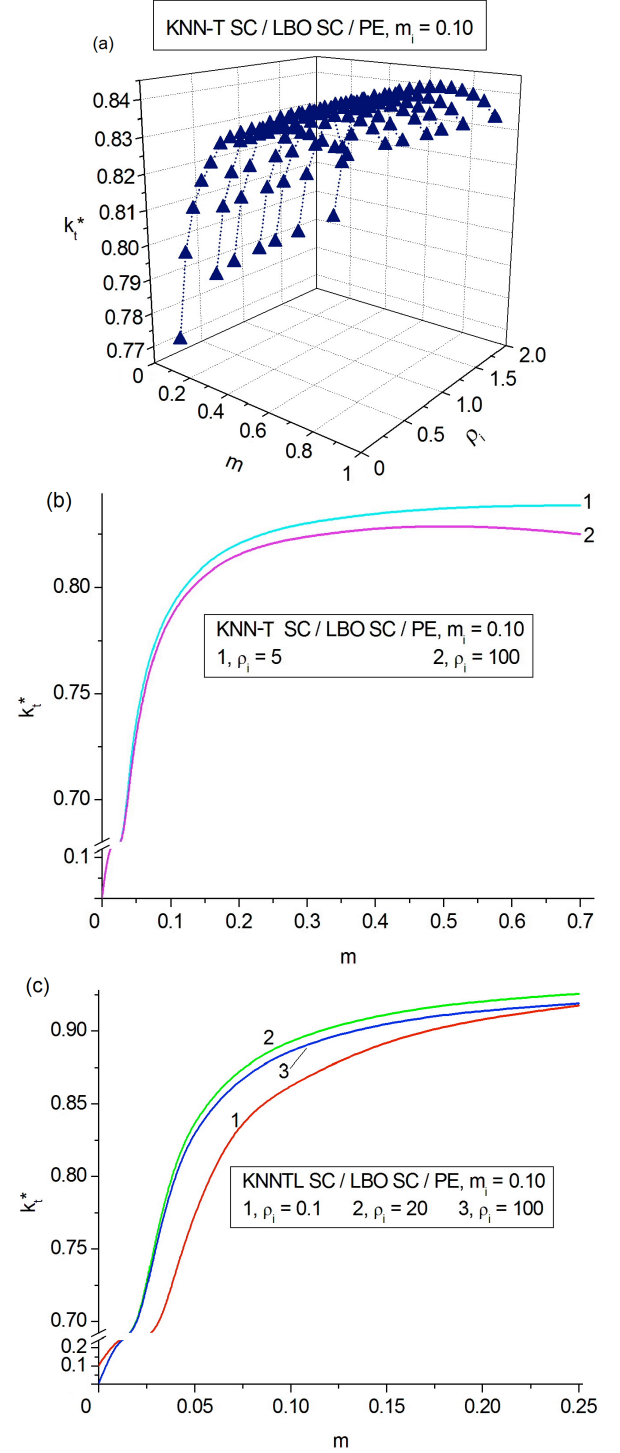 KNN-T SC / LBO SC / PE, mᵢ = 0.10
(a)
0.84
0.83
0.82
0.81
0.80
0.79
0.78
0.77
kₜ*
0
0.2
0.4
0.6
0.8
1
m
0
0.5
1.0
1.5
2.0
ρᵢ
(b)
1
2
0.80
0.75
0.70
0.1
kₜ*
KNN-T SC / LBO SC / PE, mᵢ = 0.10
1, ρᵢ = 5 2, ρᵢ = 100
0 0.1 0.2 0.3 0.4 0.5 0.6 0.7
m
(c)
0.90
0.85
0.80
0.75
0.70
0.2
0.1
kₜ*
2
3
1
KNNTL SC / LBO SC / PE, mᵢ = 0.10
1, ρᵢ = 0.1 2, ρᵢ = 20 3, ρᵢ = 100
0 0.05 0.10 0.15 0.20 0.25
m